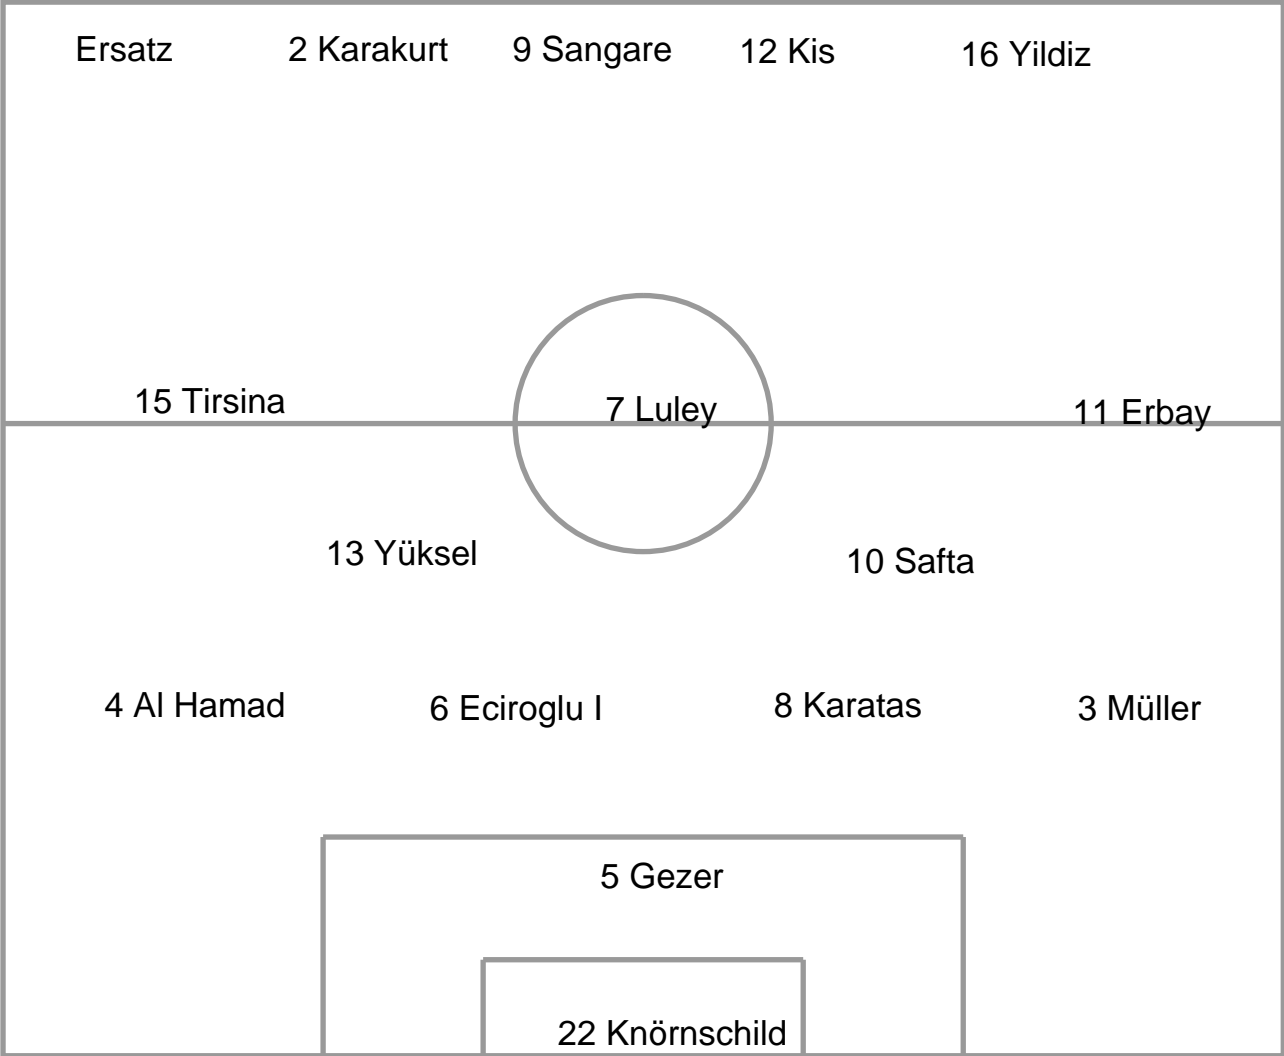 Ersatz 2 Karakurt 9 Sangare 12 Kis 16 Yildiz
15 Tirsina 7 Luley 11 Erbay
13 Yüksel 10 Safta
4 Al Hamad 6 Eciroglu I 8 Karatas 3 Müller
5 Gezer
22 Knörnschild